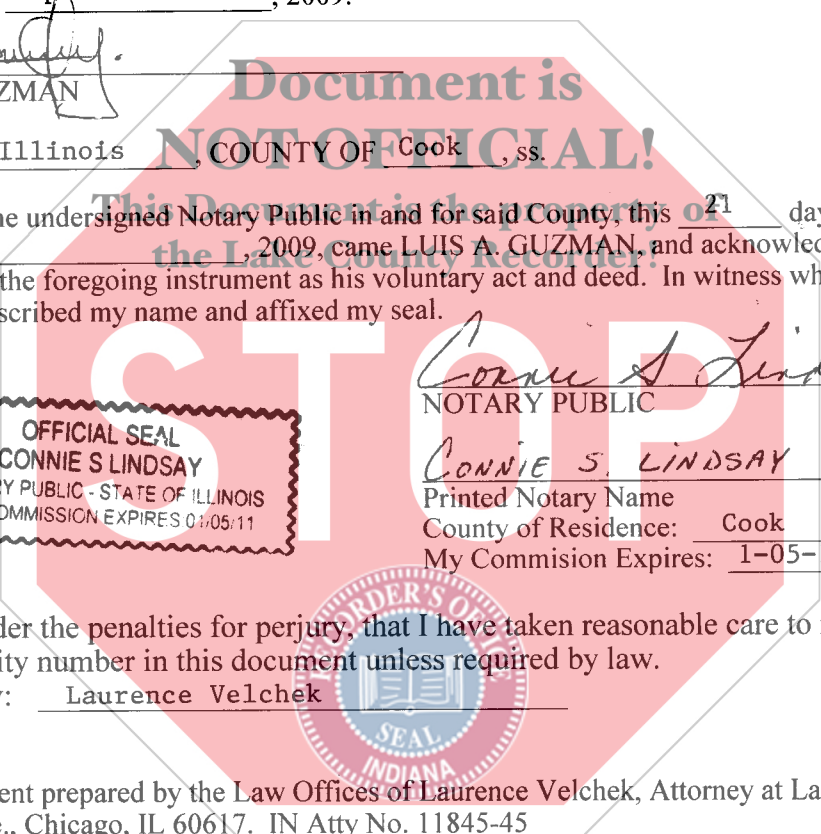 , 2009.
ZMAN
Document is
NOT OFFICIAL!
This Document is the property of
the Lake County Recorder!
STOP
Illinois, COUNTY OF Cook, ss.
ne undersigned Notary Public in and for said County, this 21 day
, 2009, came LUIS A. GUZMAN, and acknowled
the foregoing instrument as his voluntary act and deed. In witness wh
scribed my name and affixed my seal.
Connie S Lind
NOTARY PUBLIC
OFFICIAL SEAL
CONNIE S LINDSAY
Y PUBLIC - STATE OF ILLINOIS
OMMISSION EXPIRES 01/05/11
CONNIE S. LINDSAY
Printed Notary Name
County of Residence: Cook
My Commision Expires: 1-05-
der the penalties for perjury, that I have taken reasonable care to
ity number in this document unless required by law.
: Laurence Velchek
RECORDER'S OFFICE
SEAL
INDIANA
ent prepared by the Law Offices of Laurence Velchek, Attorney at La
e., Chicago, IL 60617. IN Atty No. 11845-45